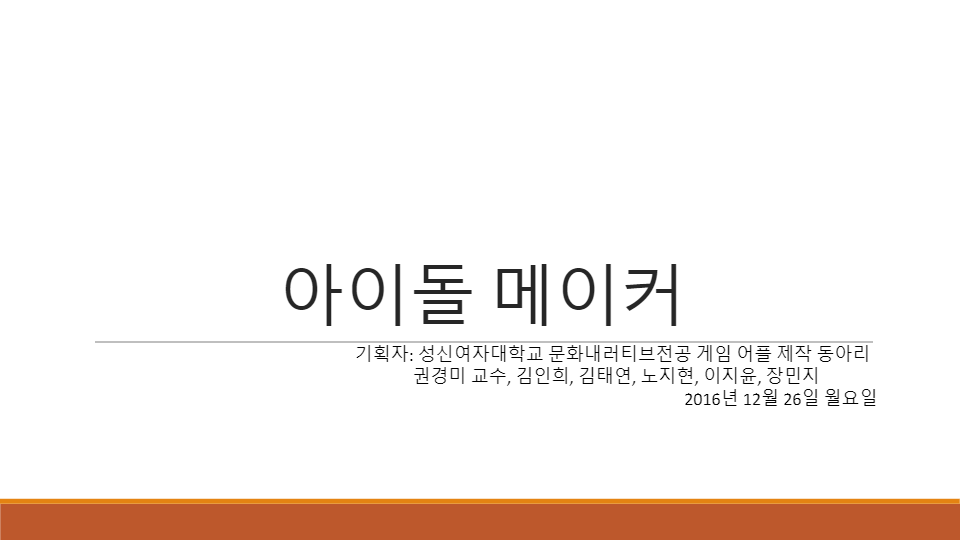 아이돌 메이커
기획자: 성신여자대학교 문화내러티브전공 게임 어플 제작 동아리
권경미 교수, 김인희, 김태연, 노지현, 이지윤, 장민지
2016년 12월 26일 월요일